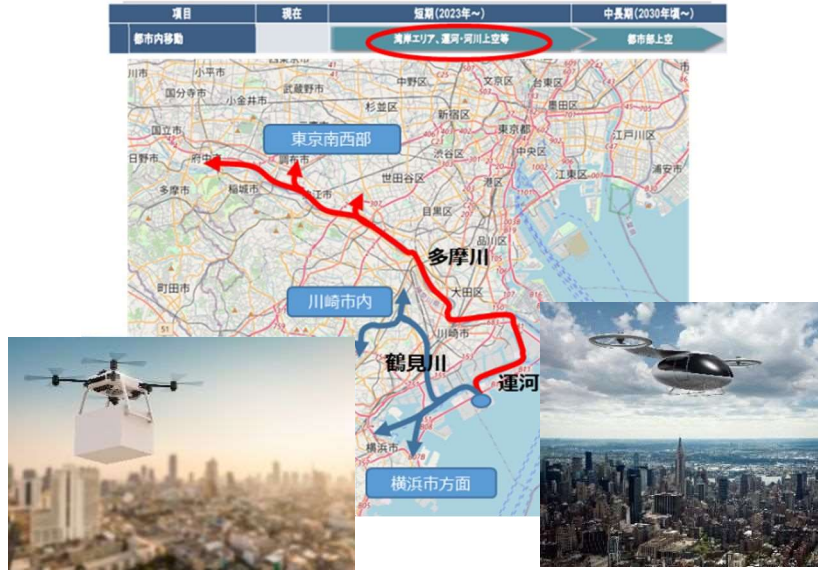 項目 現在 短期(2023年～) 中長期(2030年頃～)
都市内移動 湾岸エリア、運河・河川上空等 都市部上空
川市 小平市 中野区 文京区 台東区
国分寺市 武蔵野市 墨田区
小金井市 杉並区 新宿区 江戸川区
国立市 東京都
東京南西部 中央区
日野市 府中市 調布市 渋谷区 江東区 浦安市
世田谷区 港区
多摩市 稲城市 狛江市
目黒区
品川区
多摩川
町田市 大田区
川崎市内
川崎市
鶴見川
運河
横浜市
横浜市方面